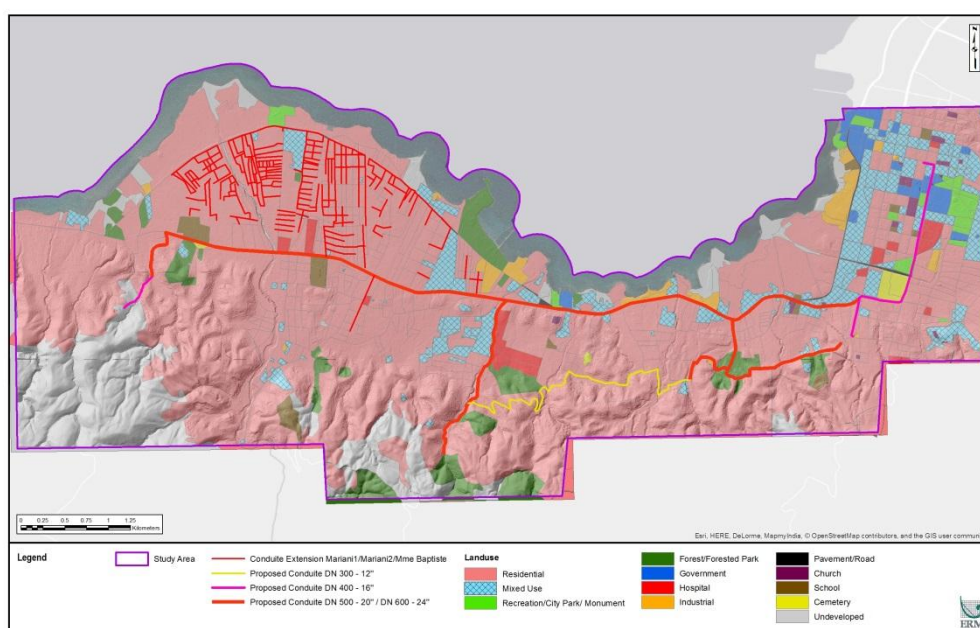 N
0 0.25 0.5 0.75 1 1.25
Kilometers
Esri, HERE, DeLorme, MapmyIndia, © OpenStreetMap contributors, and the GIS user commun
Legend
Study Area
Conduite Extension Mariani1/Mariani2/Mme Baptiste
Proposed Conduite DN 300 - 12"
Proposed Conduite DN 400 - 16"
Proposed Conduite DN 500 - 20" / DN 600 - 24"
Landuse
Residential
Mixed Use
Recreation/City Park/ Monument
Forest/Forested Park
Government
Hospital
Industrial
Pavement/Road
Church
School
Cemetery
Undeveloped
ERM